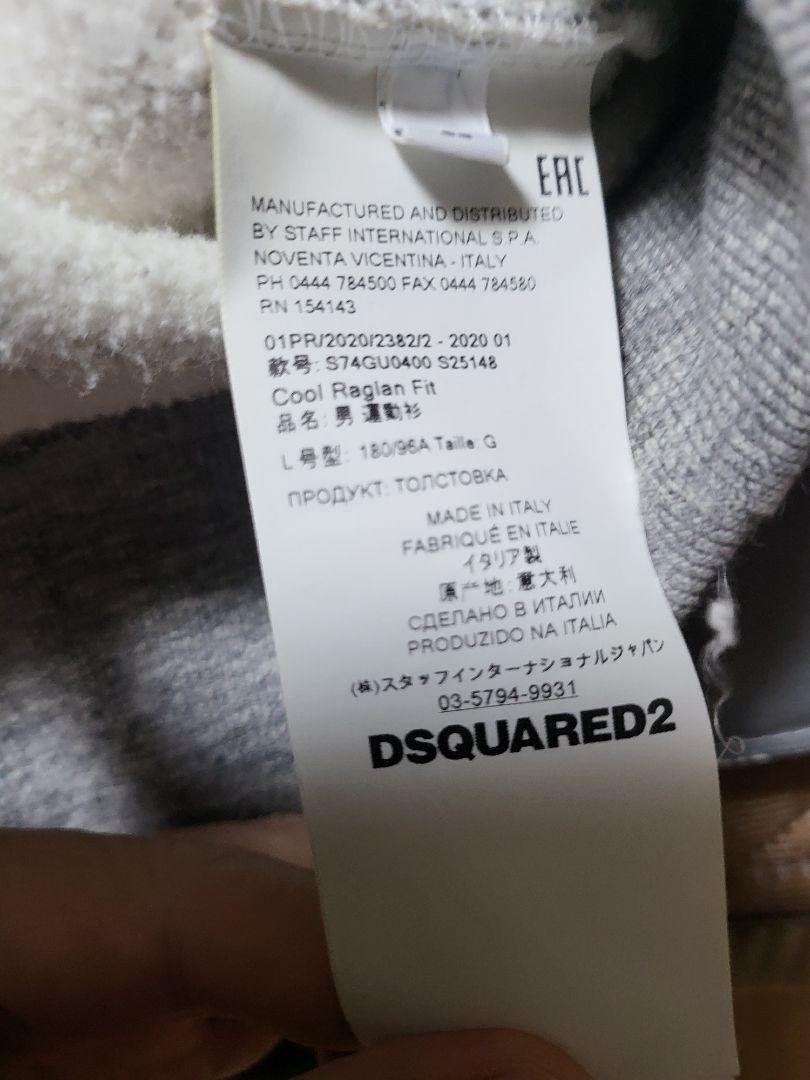 EAC
MANUFACTURED AND DISTRIBUTED
BY STAFF INTERNATIONAL S.P.A.
NOVENTA VICENTINA - ITALY
PH 0444 784500 FAX 0444 784580
RN 154143
01PR/2020/2382/2 - 2020 01
款号: S74GU0400 S25148
Cool Raglan Fit
品名: 男 運動衫
L 号型: 180/96A Taille: G
ПРОДУКТ: ТОЛСТОВКА
MADE IN ITALY
FABRIQUÉ EN ITALIE
イタリア製
原产地: 意大利
СДЕЛАНО В ИТАЛИИ
PRODUZIDO NA ITALIA
(株)スタッフインターナショナルジャパン
03-5794-9931
DSQUARED2